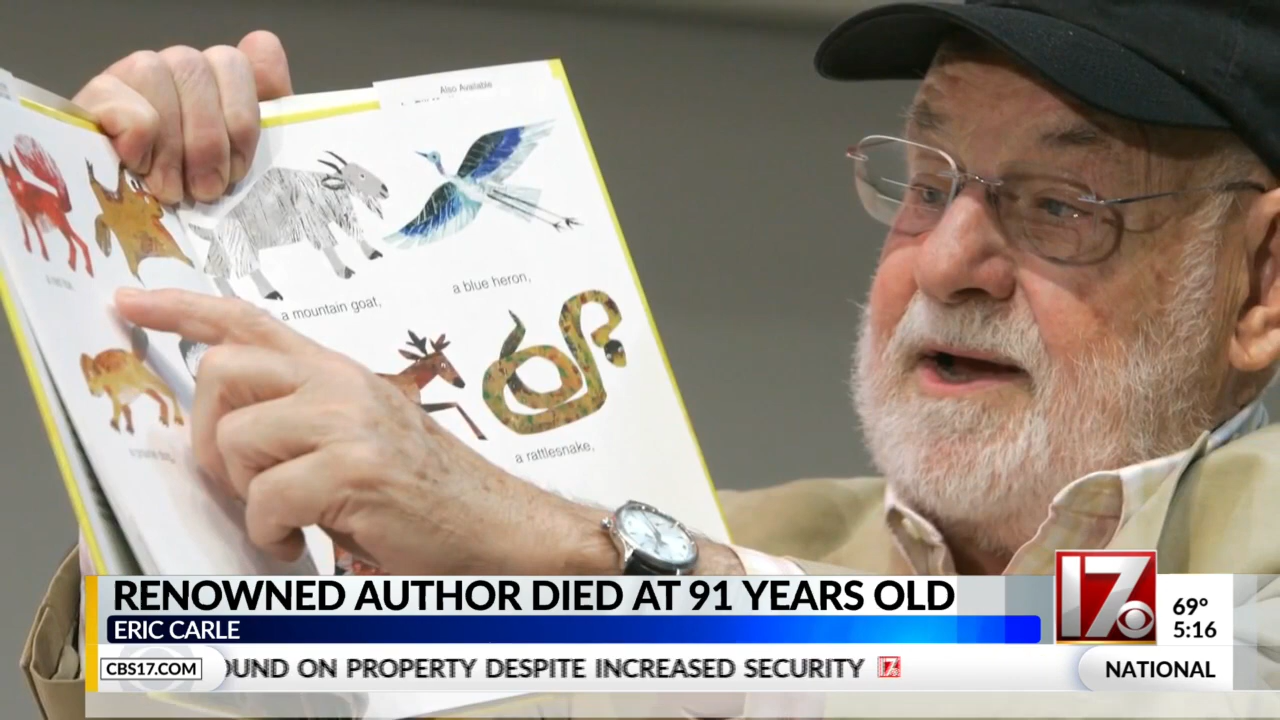 Also Available
a mountain goat,
a blue heron,
a rattlesnake,
RENOWNED AUTHOR DIED AT 91 YEARS OLD
ERIC CARLE
17
69°
5:16
CBS17.COM
OUND ON PROPERTY DESPITE INCREASED SECURITY 17
NATIONAL